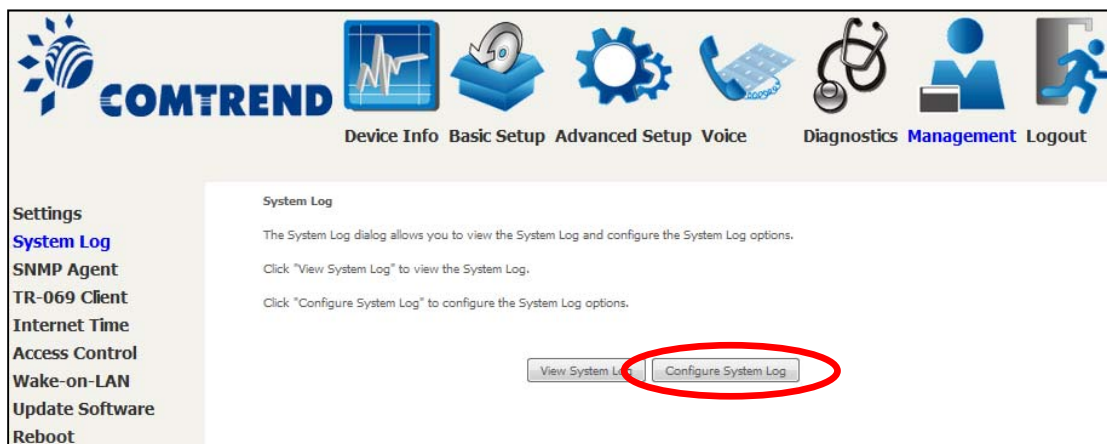 COMTREND
Device Info Basic Setup Advanced Setup Voice Diagnostics Management Logout
Settings
System Log
SNMP Agent
TR-069 Client
Internet Time
Access Control
Wake-on-LAN
Update Software
Reboot
System Log
The System Log dialog allows you to view the System Log and configure the System Log options.
Click "View System Log" to view the System Log.
Click "Configure System Log" to configure the System Log options.
View System Log Configure System Log